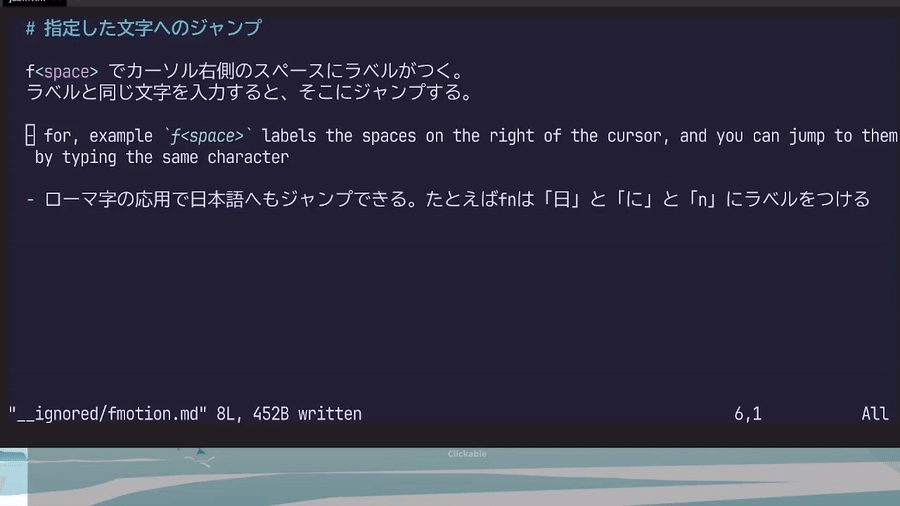 # 指定した文字へのジャンプ
f<space> でカーソル右側のスペースにラベルがつく。
ラベルと同じ文字を入力すると、そこにジャンプする。
- for, example `f<space>` labels the spaces on the right of the cursor, and you can jump to them
by typing the same character
- ローマ字の応用で日本語へもジャンプできる。たとえばfnは「日」と「に」と「n」にラベルをつける
"__ignored/fmotion.md" 8L, 452B written 6,1 All
Clickable